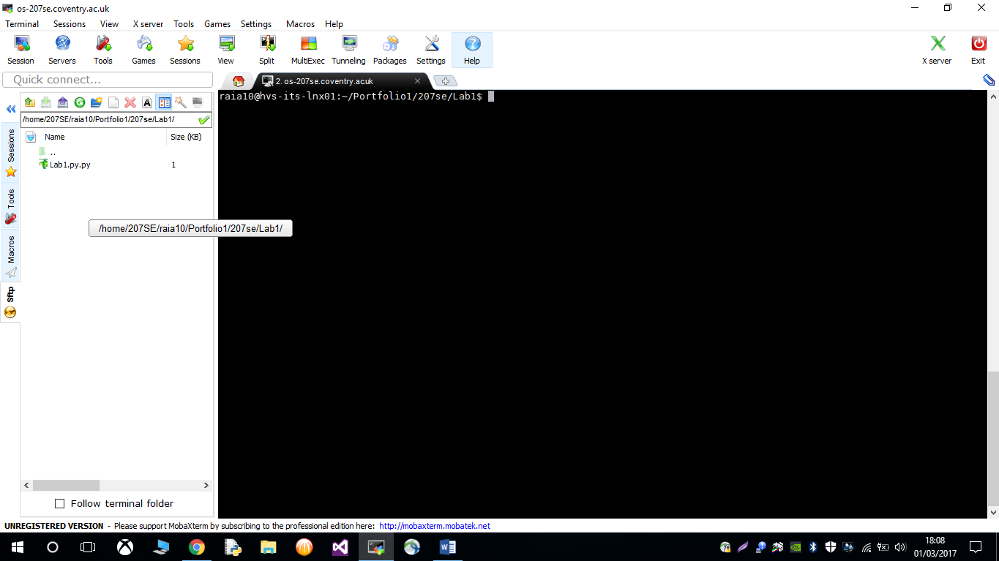 os-207se.coventry.ac.uk
Terminal Sessions View X server Tools Games Settings Macros Help
Session Servers Tools Games Sessions View Split MultiExec Tunneling Packages Settings Help X server Exit
Quick connect...
2. os-207se.coventry.ac.uk
/home/207SE/raia10/Portfolio1/207se/Lab1/
Name Size (KB)
..
Lab1.py.py 1
Sessions
Tools
Macros
Sftp
/home/207SE/raia10/Portfolio1/207se/Lab1/
Follow terminal folder
raia10@hvs-its-lnx01:~/Portfolio1/207se/Lab1$
UNREGISTERED VERSION - Please support MobaXterm by subscribing to the professional edition here: http://mobaxterm.mobatek.net
18:08
01/03/2017